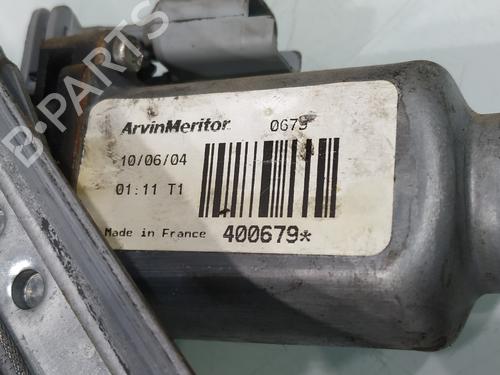 B-PARTS
ArvinMeritor 0679
10/06/04
01:11 T1
Made in France 400679*